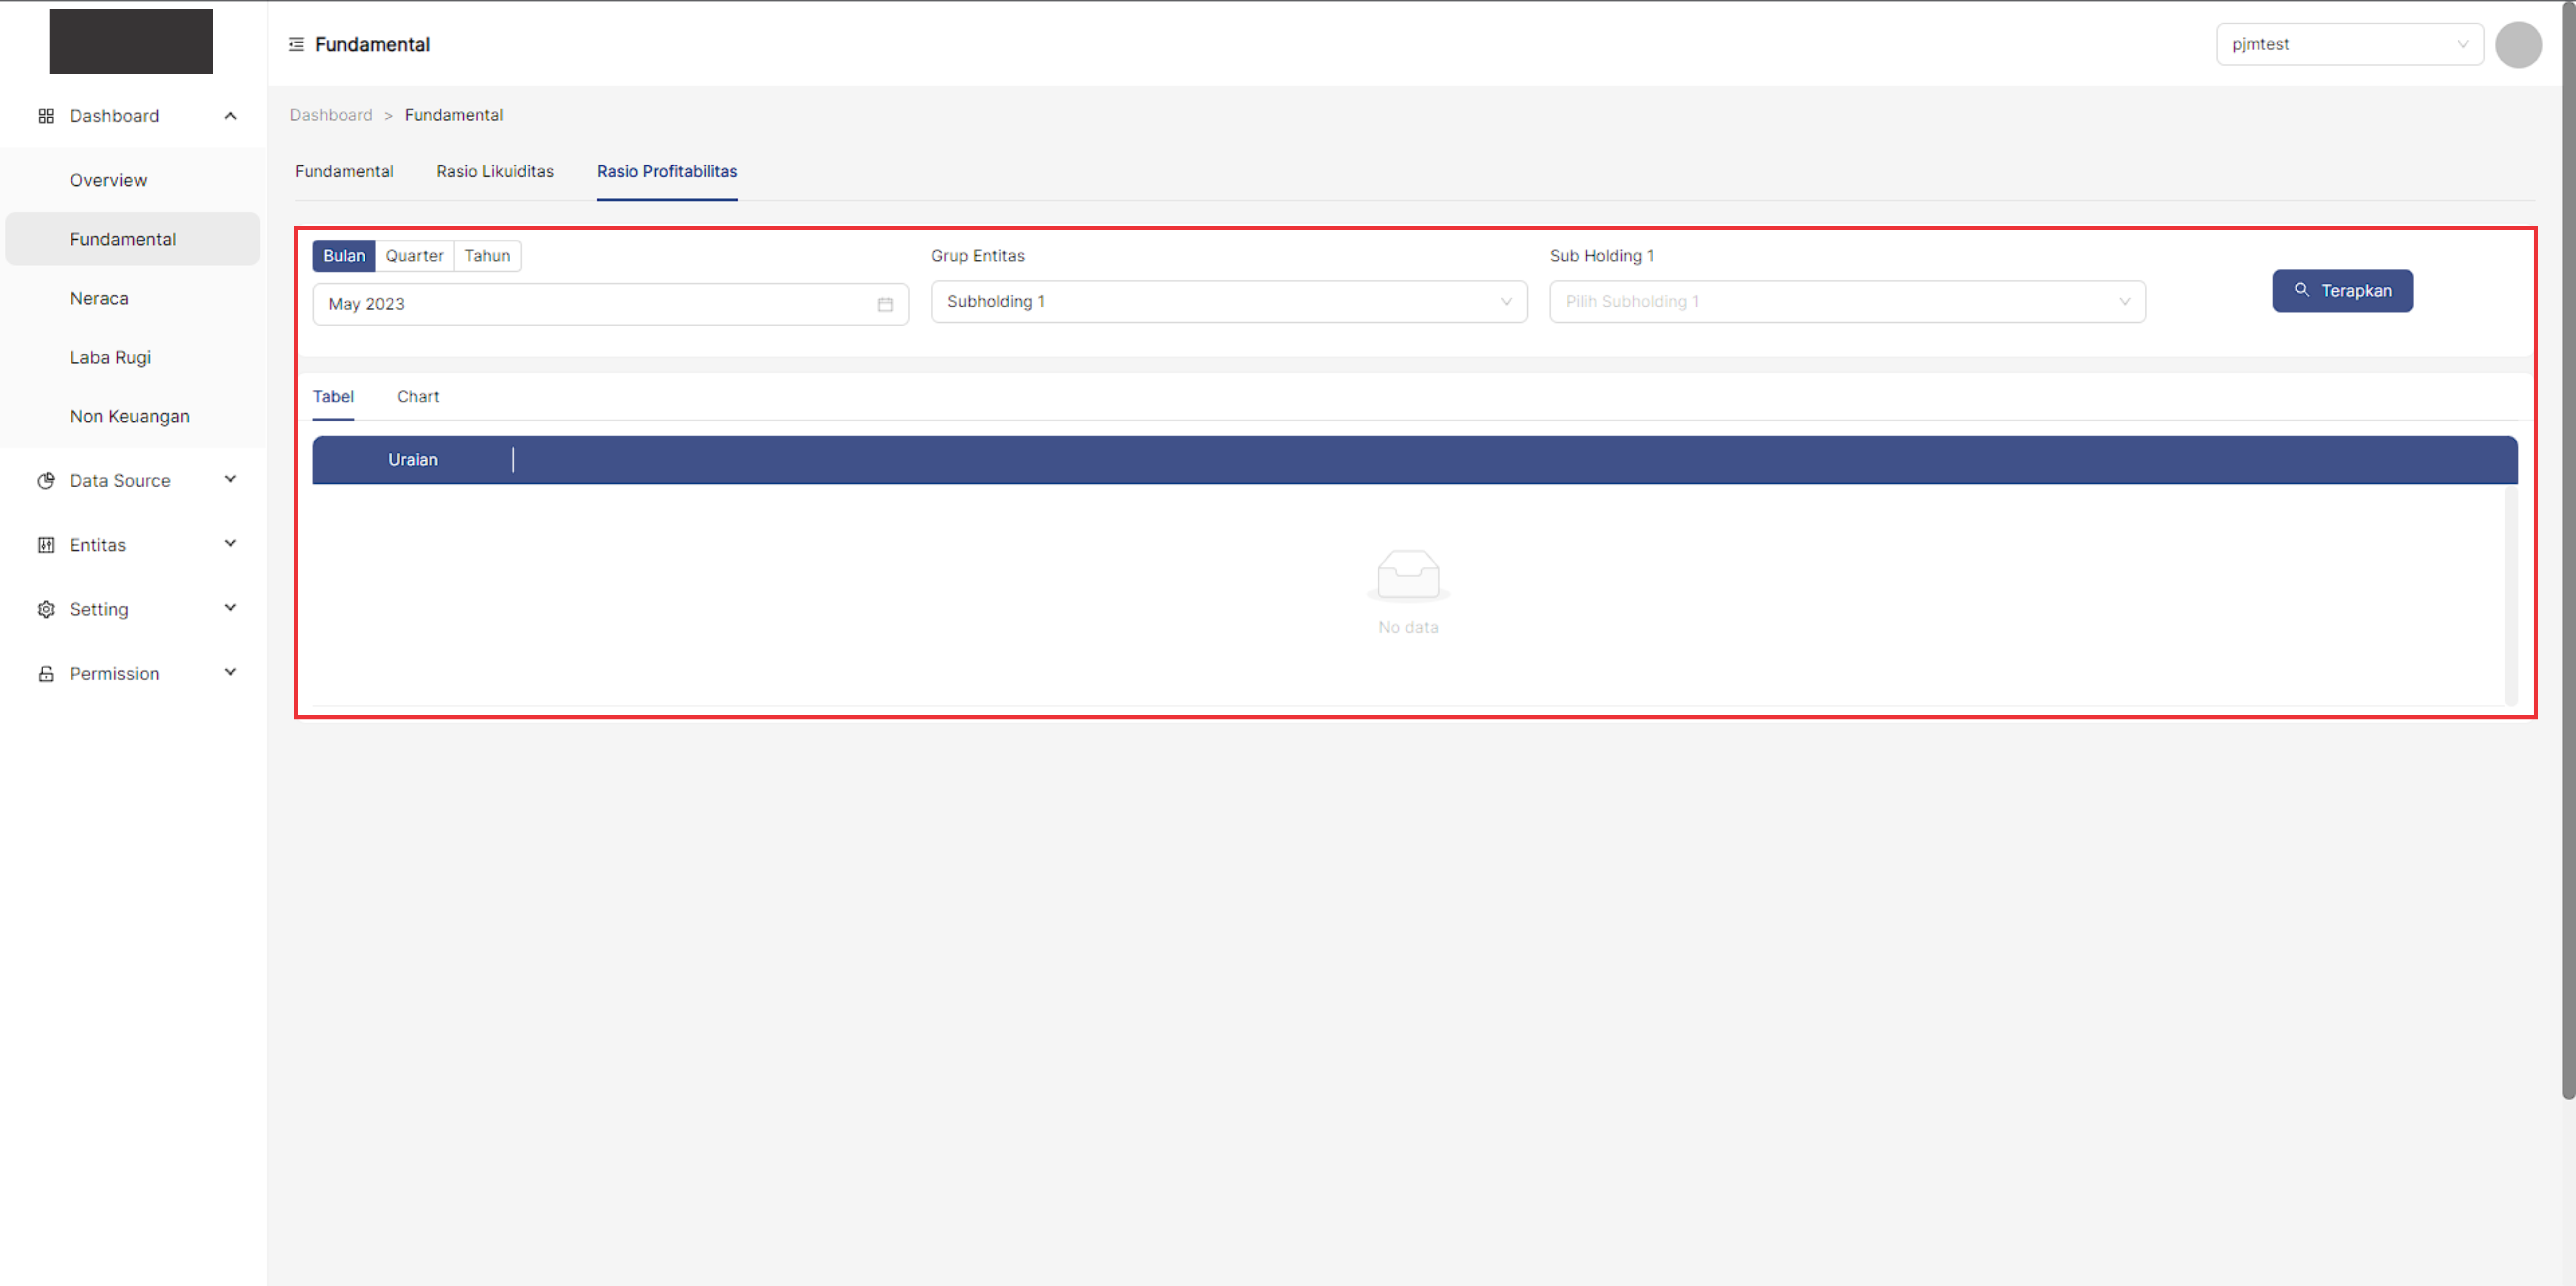 Fundamental
pjmtest
Dashboard
Overview
Fundamental
Neraca
Laba Rugi
Non Keuangan
Data Source
Entitas
Setting
Permission
Dashboard > Fundamental
Fundamental Rasio Likuiditas Rasio Profitabilitas
Bulan Quarter Tahun
May 2023
Grup Entitas
Subholding 1
Sub Holding 1
Pilih Subholding 1
Terapkan
Tabel Chart
Uraian
No data